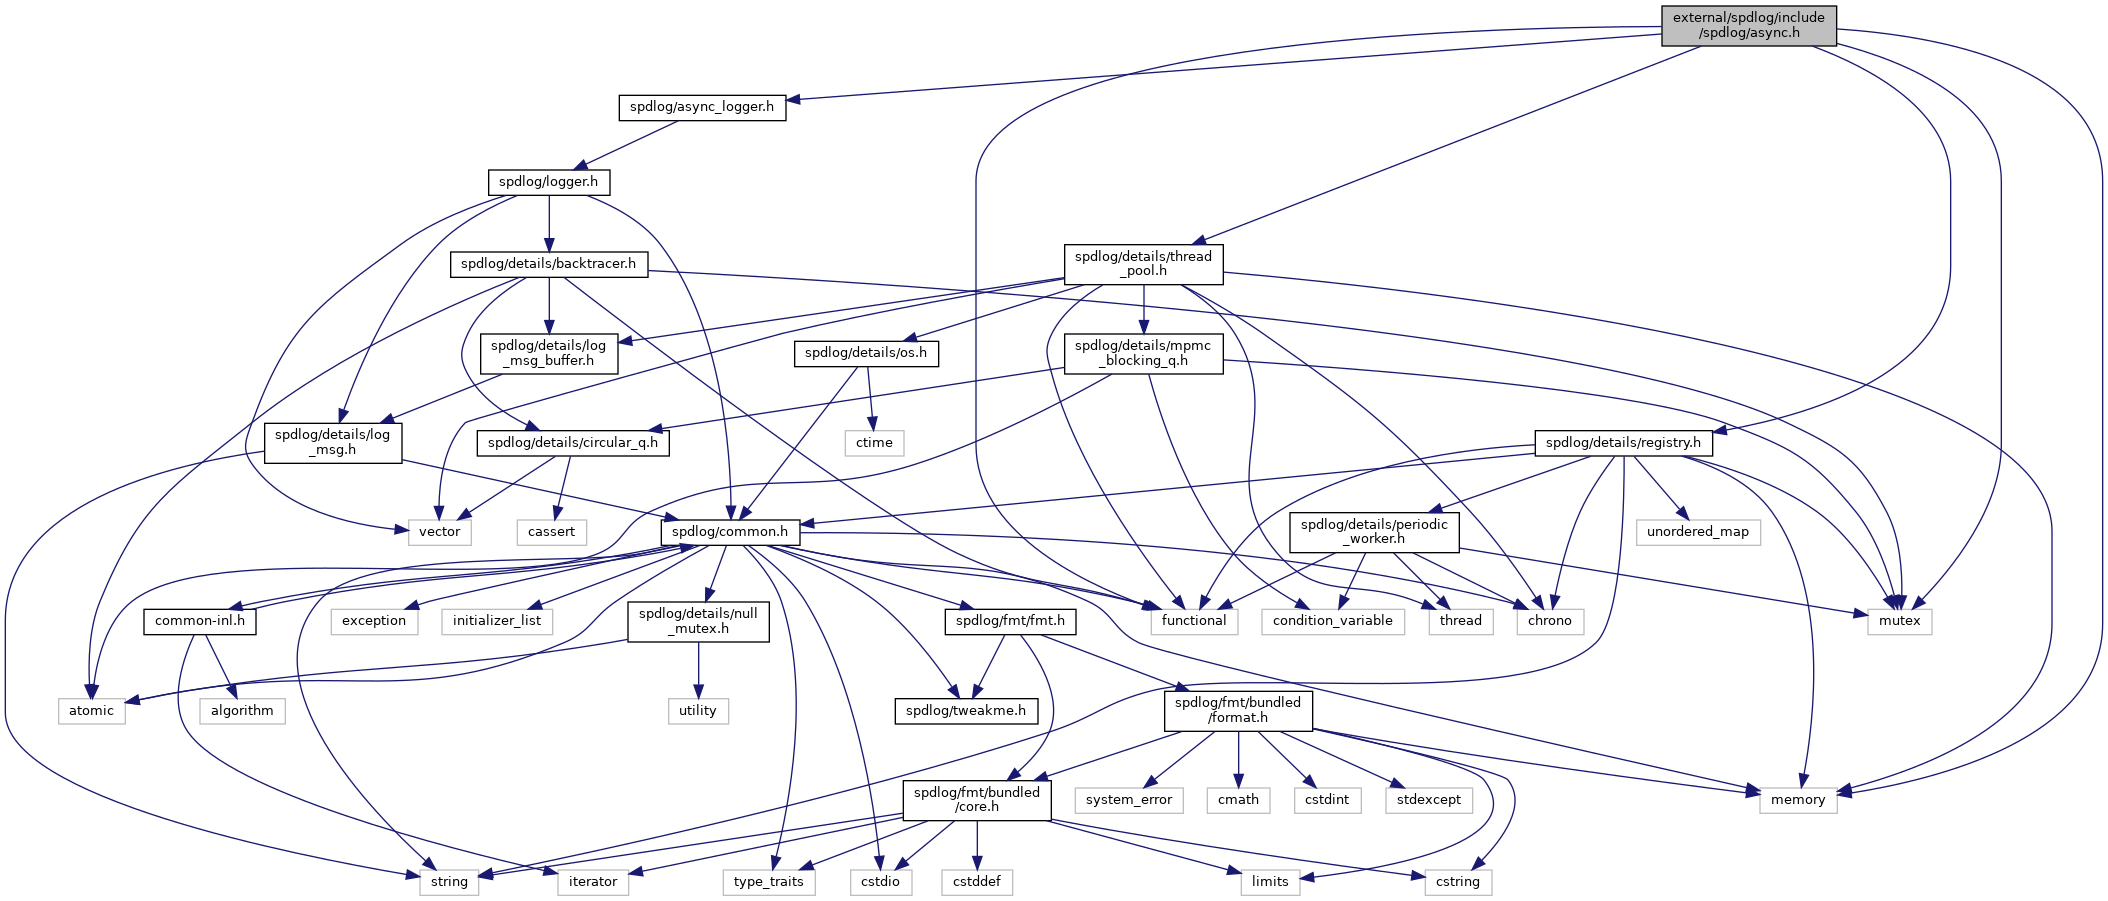 external/spdlog/include
/spdlog/async.h
spdlog/async_logger.h
spdlog/logger.h
spdlog/details/backtracer.h
spdlog/details/thread
_pool.h
spdlog/details/log
_msg_buffer.h
spdlog/details/os.h
spdlog/details/mpmc
_blocking_q.h
spdlog/details/log
_msg.h
spdlog/details/circular_q.h
ctime
spdlog/details/registry.h
vector
cassert
spdlog/common.h
spdlog/details/periodic
_worker.h
unordered_map
common-inl.h
exception
initializer_list
spdlog/details/null
_mutex.h
spdlog/fmt/fmt.h
functional
condition_variable
thread
chrono
mutex
atomic
algorithm
utility
spdlog/tweakme.h
spdlog/fmt/bundled
/format.h
spdlog/fmt/bundled
/core.h
system_error
cmath
cstdint
stdexcept
memory
string
iterator
type_traits
cstdio
cstddef
limits
cstring